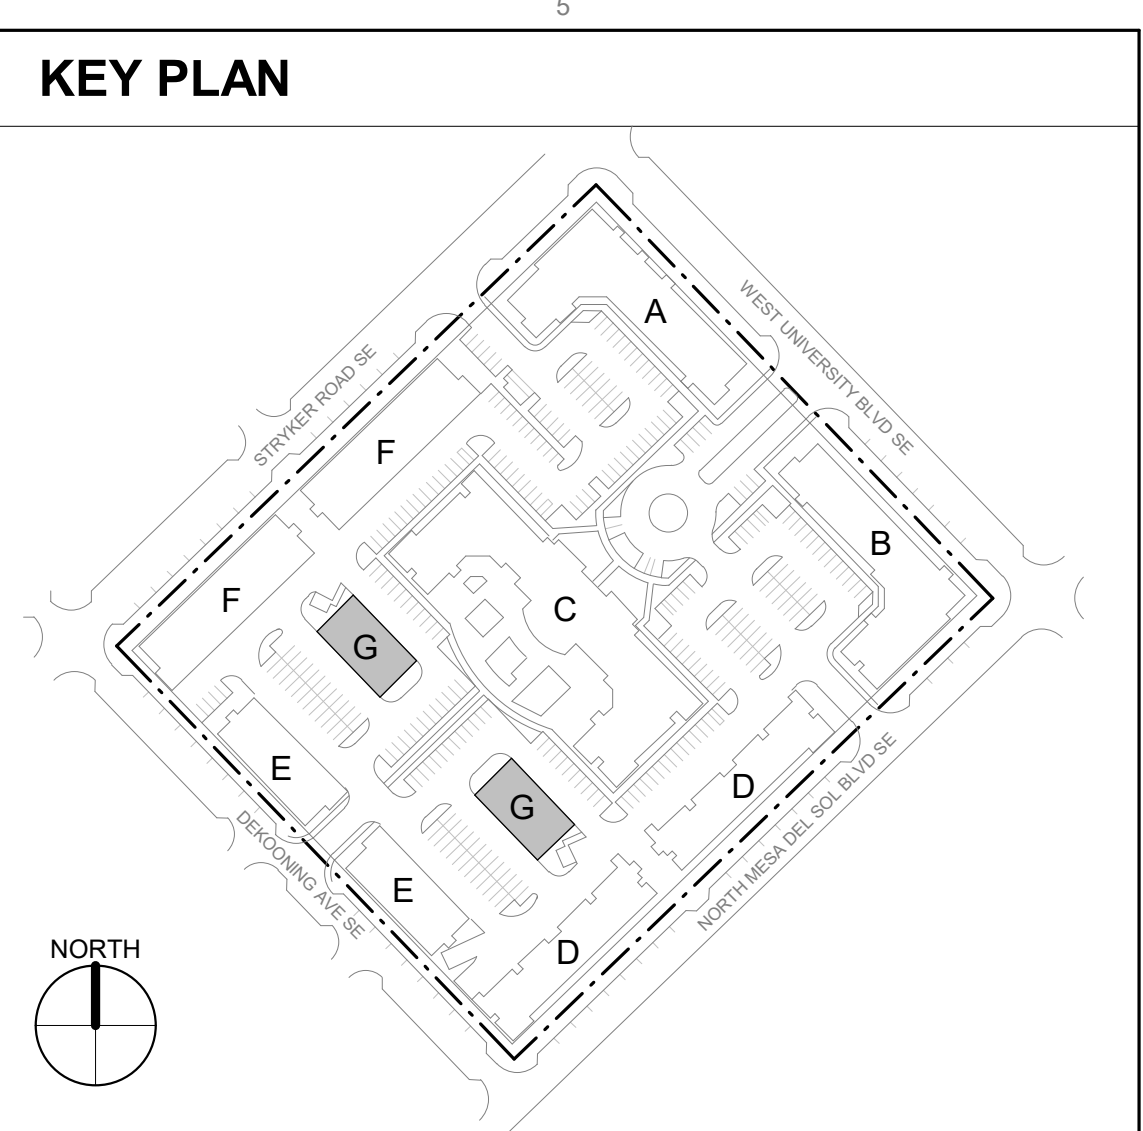 5
KEY PLAN
A
WEST UNIVERSITY BLVD SE
STRYKER ROAD SE
F
B
F
C
G
E
D
G
NORTH MESA DEL SOL BLVD SE
DEKOONING AVE SE
E
D
NORTH